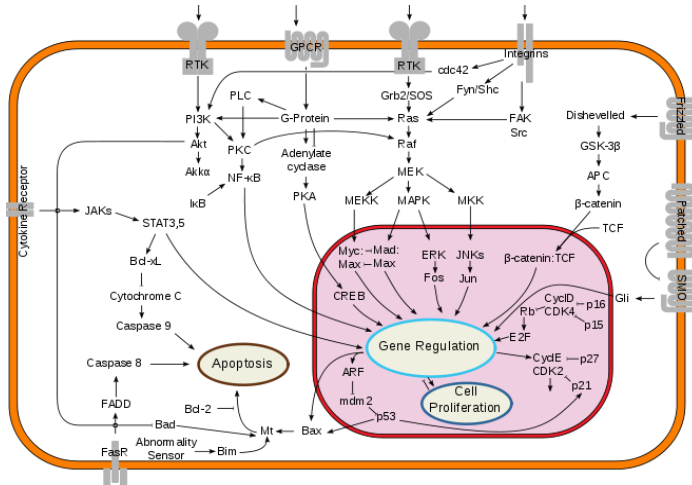 GPCR
RTK
RTK
Integrins
cdc42
PLC
Grb2/SOS
Fyn/Shc
PI3K
G-Protein
Ras
FAK
Src
Dishevelled
Frizzled
Akt
PKC
Adenylate
cyclase
Raf
GSK-3β
Akkα
NF-κB
MEK
APC
IκB
PKA
MEKK
MAPK
MKK
β-catenin
Cytokine Receptor
JAKs
STAT3,5
TCF
Patched
Myc:
Mad:
Max
Max
ERK
Fos
JNKs
Jun
β-catenin:TCF
Bcl-xL
SMO
Cytochrome C
CREB
Gli
CyclD
p16
Rb
CDK4
p15
Caspase 9
E2F
Gene Regulation
Caspase 8
Apoptosis
ARF
CyclE
p27
CDK2
p21
FADD
Bcl-2
mdm2
Cell
Proliferation
p53
Bad
Mt
Bax
FasR
Abnormality
Sensor
Bim